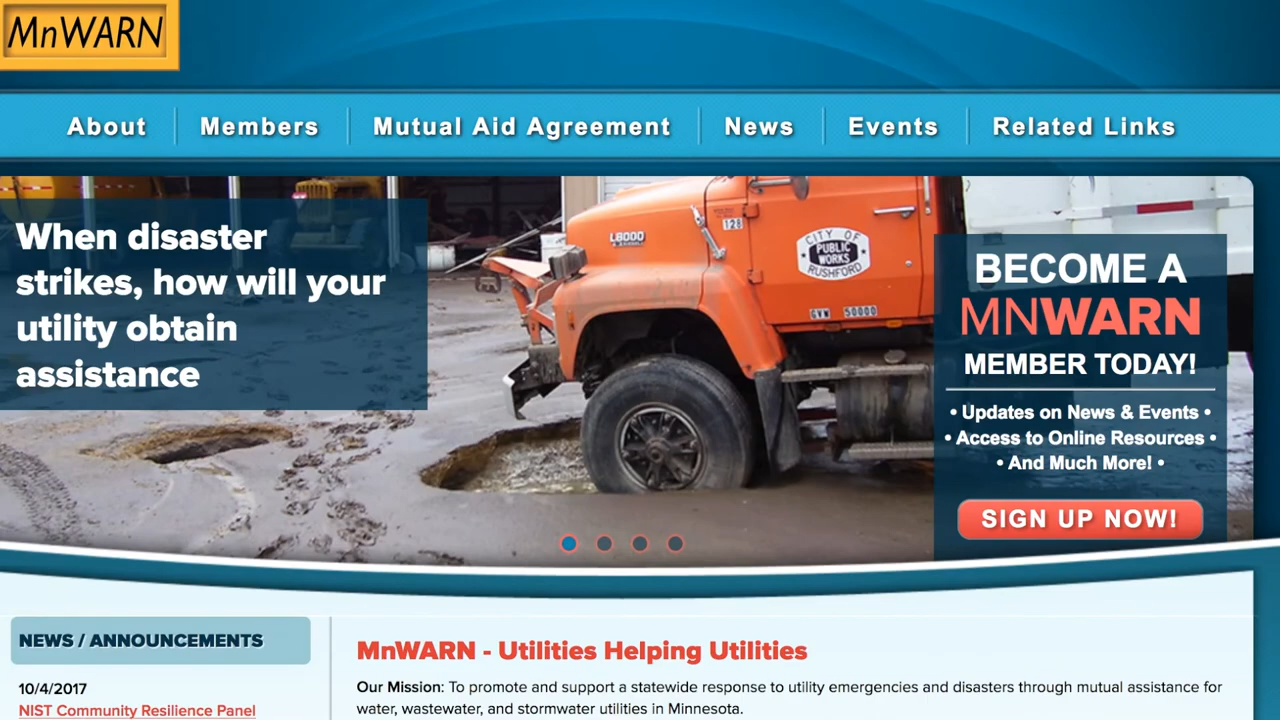 MnWARN
About
Members
Mutual Aid Agreement
News
Events
Related Links
When disaster
strikes, how will your
utility obtain
assistance
L8000
128
CITY OF
PUBLIC
WORKS
RUSHFORD
GVW 50000
BECOME A
MNWARN
MEMBER TODAY!
• Updates on News & Events •
• Access to Online Resources •
• And Much More! •
SIGN UP NOW!
NEWS / ANNOUNCEMENTS
10/4/2017
NIST Community Resilience Panel
MnWARN - Utilities Helping Utilities
Our Mission: To promote and support a statewide response to utility emergencies and disasters through mutual assistance for
water, wastewater, and stormwater utilities in Minnesota.